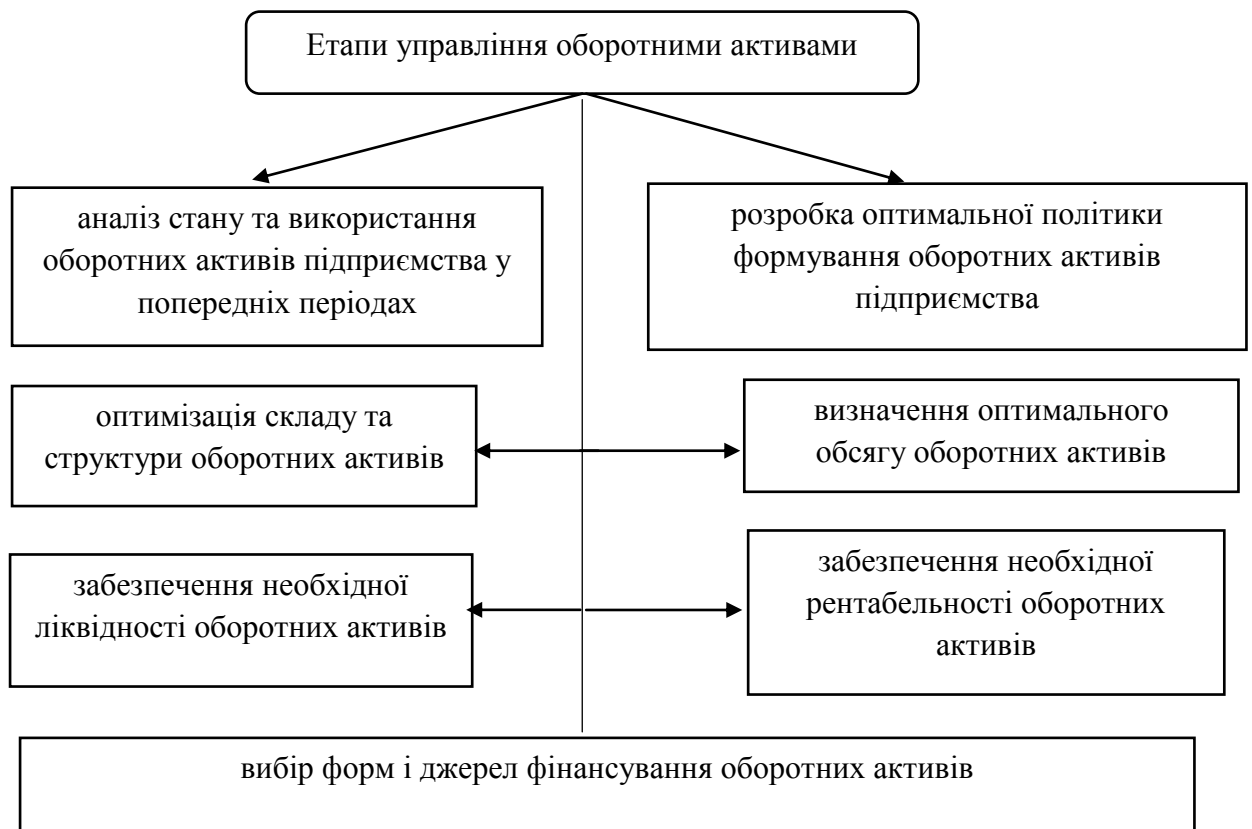 Етапи управління оборотними активами
аналіз стану та використання
оборотних активів підприємства у
попередніх періодах
розробка оптимальної політики
формування оборотних активів
підприємства
оптимізація складу та
структури оборотних активів
визначення оптимального
обсягу оборотних активів
забезпечення необхідної
ліквідності оборотних активів
забезпечення необхідної
рентабельності оборотних
активів
вибір форм і джерел фінансування оборотних активів